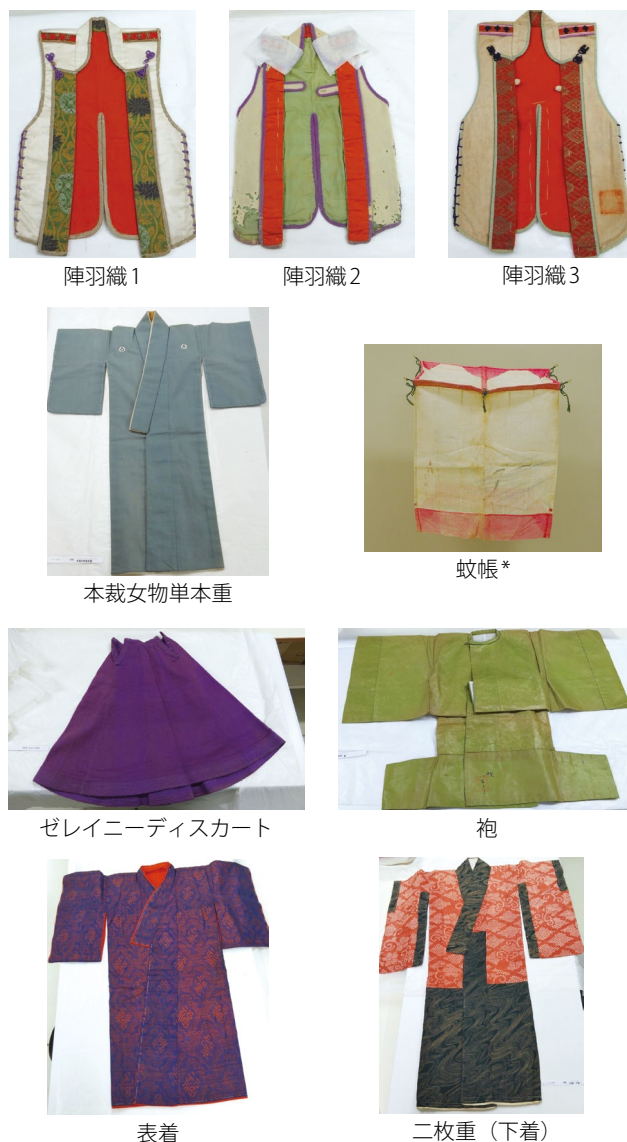 陣羽織1
陣羽織2
陣羽織3
本裁女物単本重
蚊帳*
ゼレイニーディスカート
袍
表着
二枚重（下着）